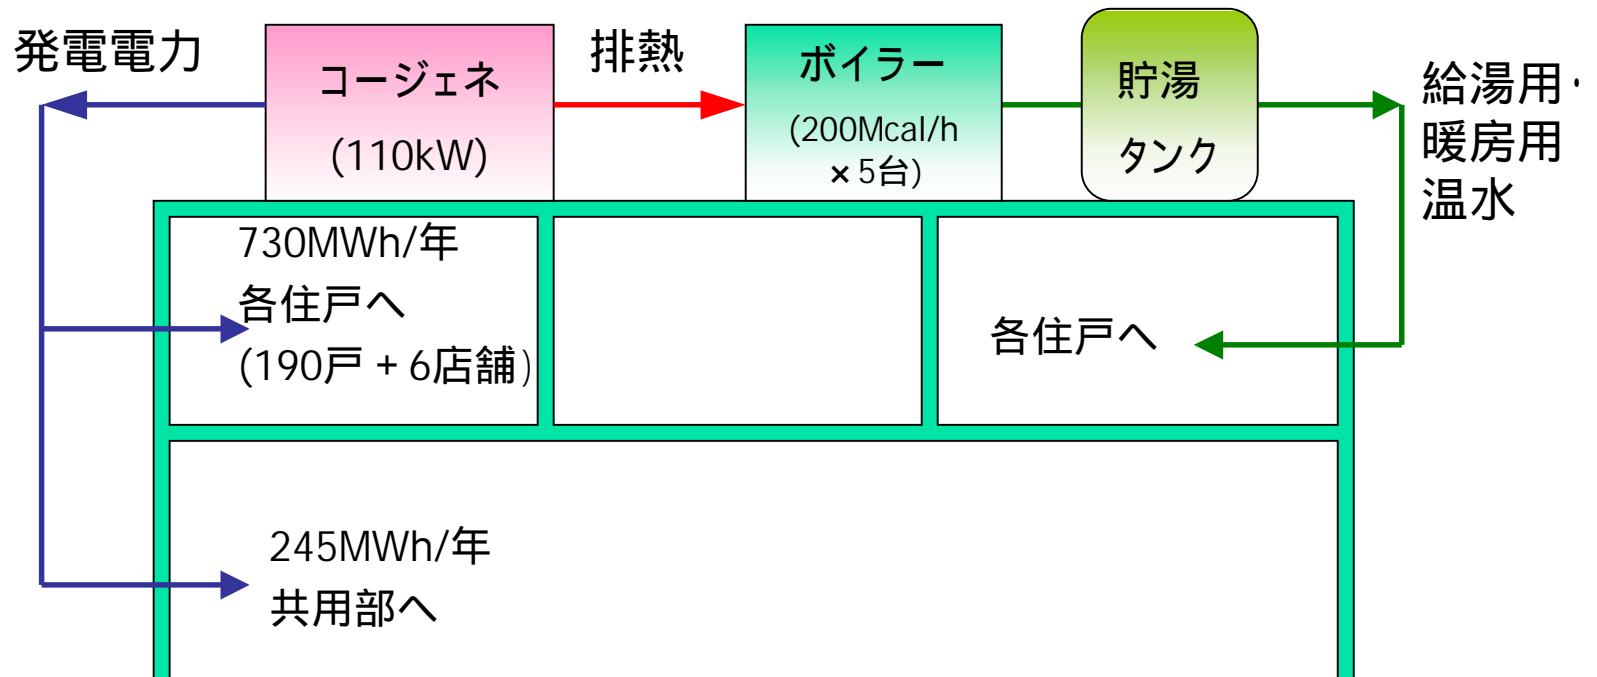 発電電力
コージェネ
(110kW)
排熱
ボイラー
(200Mcal/h
×5台)
貯湯
タンク
給湯用・
暖房用
温水
730MWh/年
各住戸へ
(190戸+6店舗)
各住戸へ
245MWh/年
共用部へ